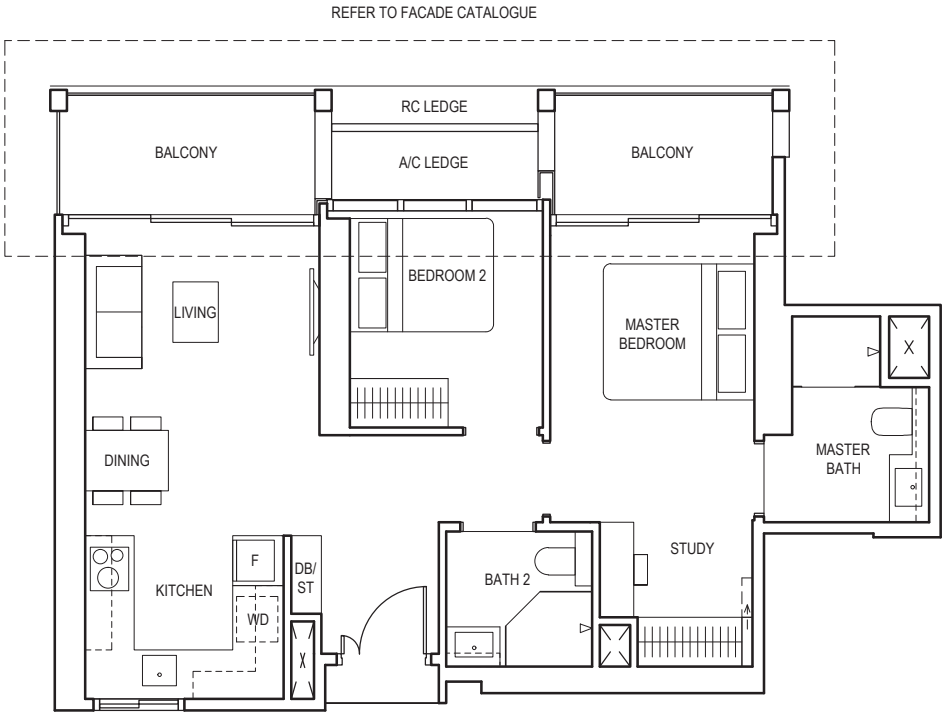 REFER TO FACADE CATALOGUE
RC LEDGE
BALCONY
A/C LEDGE
BALCONY
BEDROOM 2
LIVING
MASTER
BEDROOM
X
DINING
MASTER
BATH
STUDY
F
DB/
ST
KITCHEN
BATH 2
WD
X